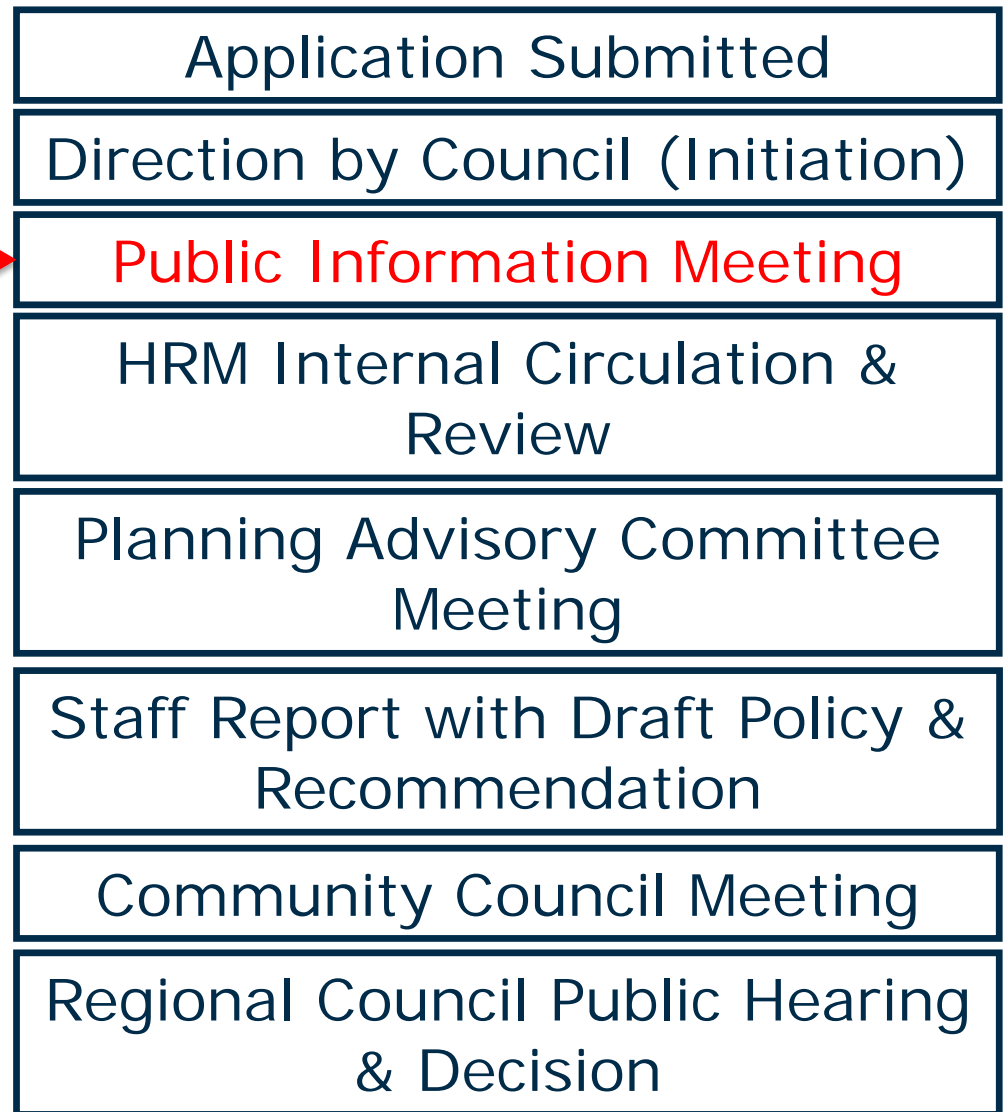 Application Submitted
Direction by Council (Initiation)
Public Information Meeting
HRM Internal Circulation &
Review
Planning Advisory Committee
Meeting
Staff Report with Draft Policy &
Recommendation
Community Council Meeting
Regional Council Public Hearing
& Decision